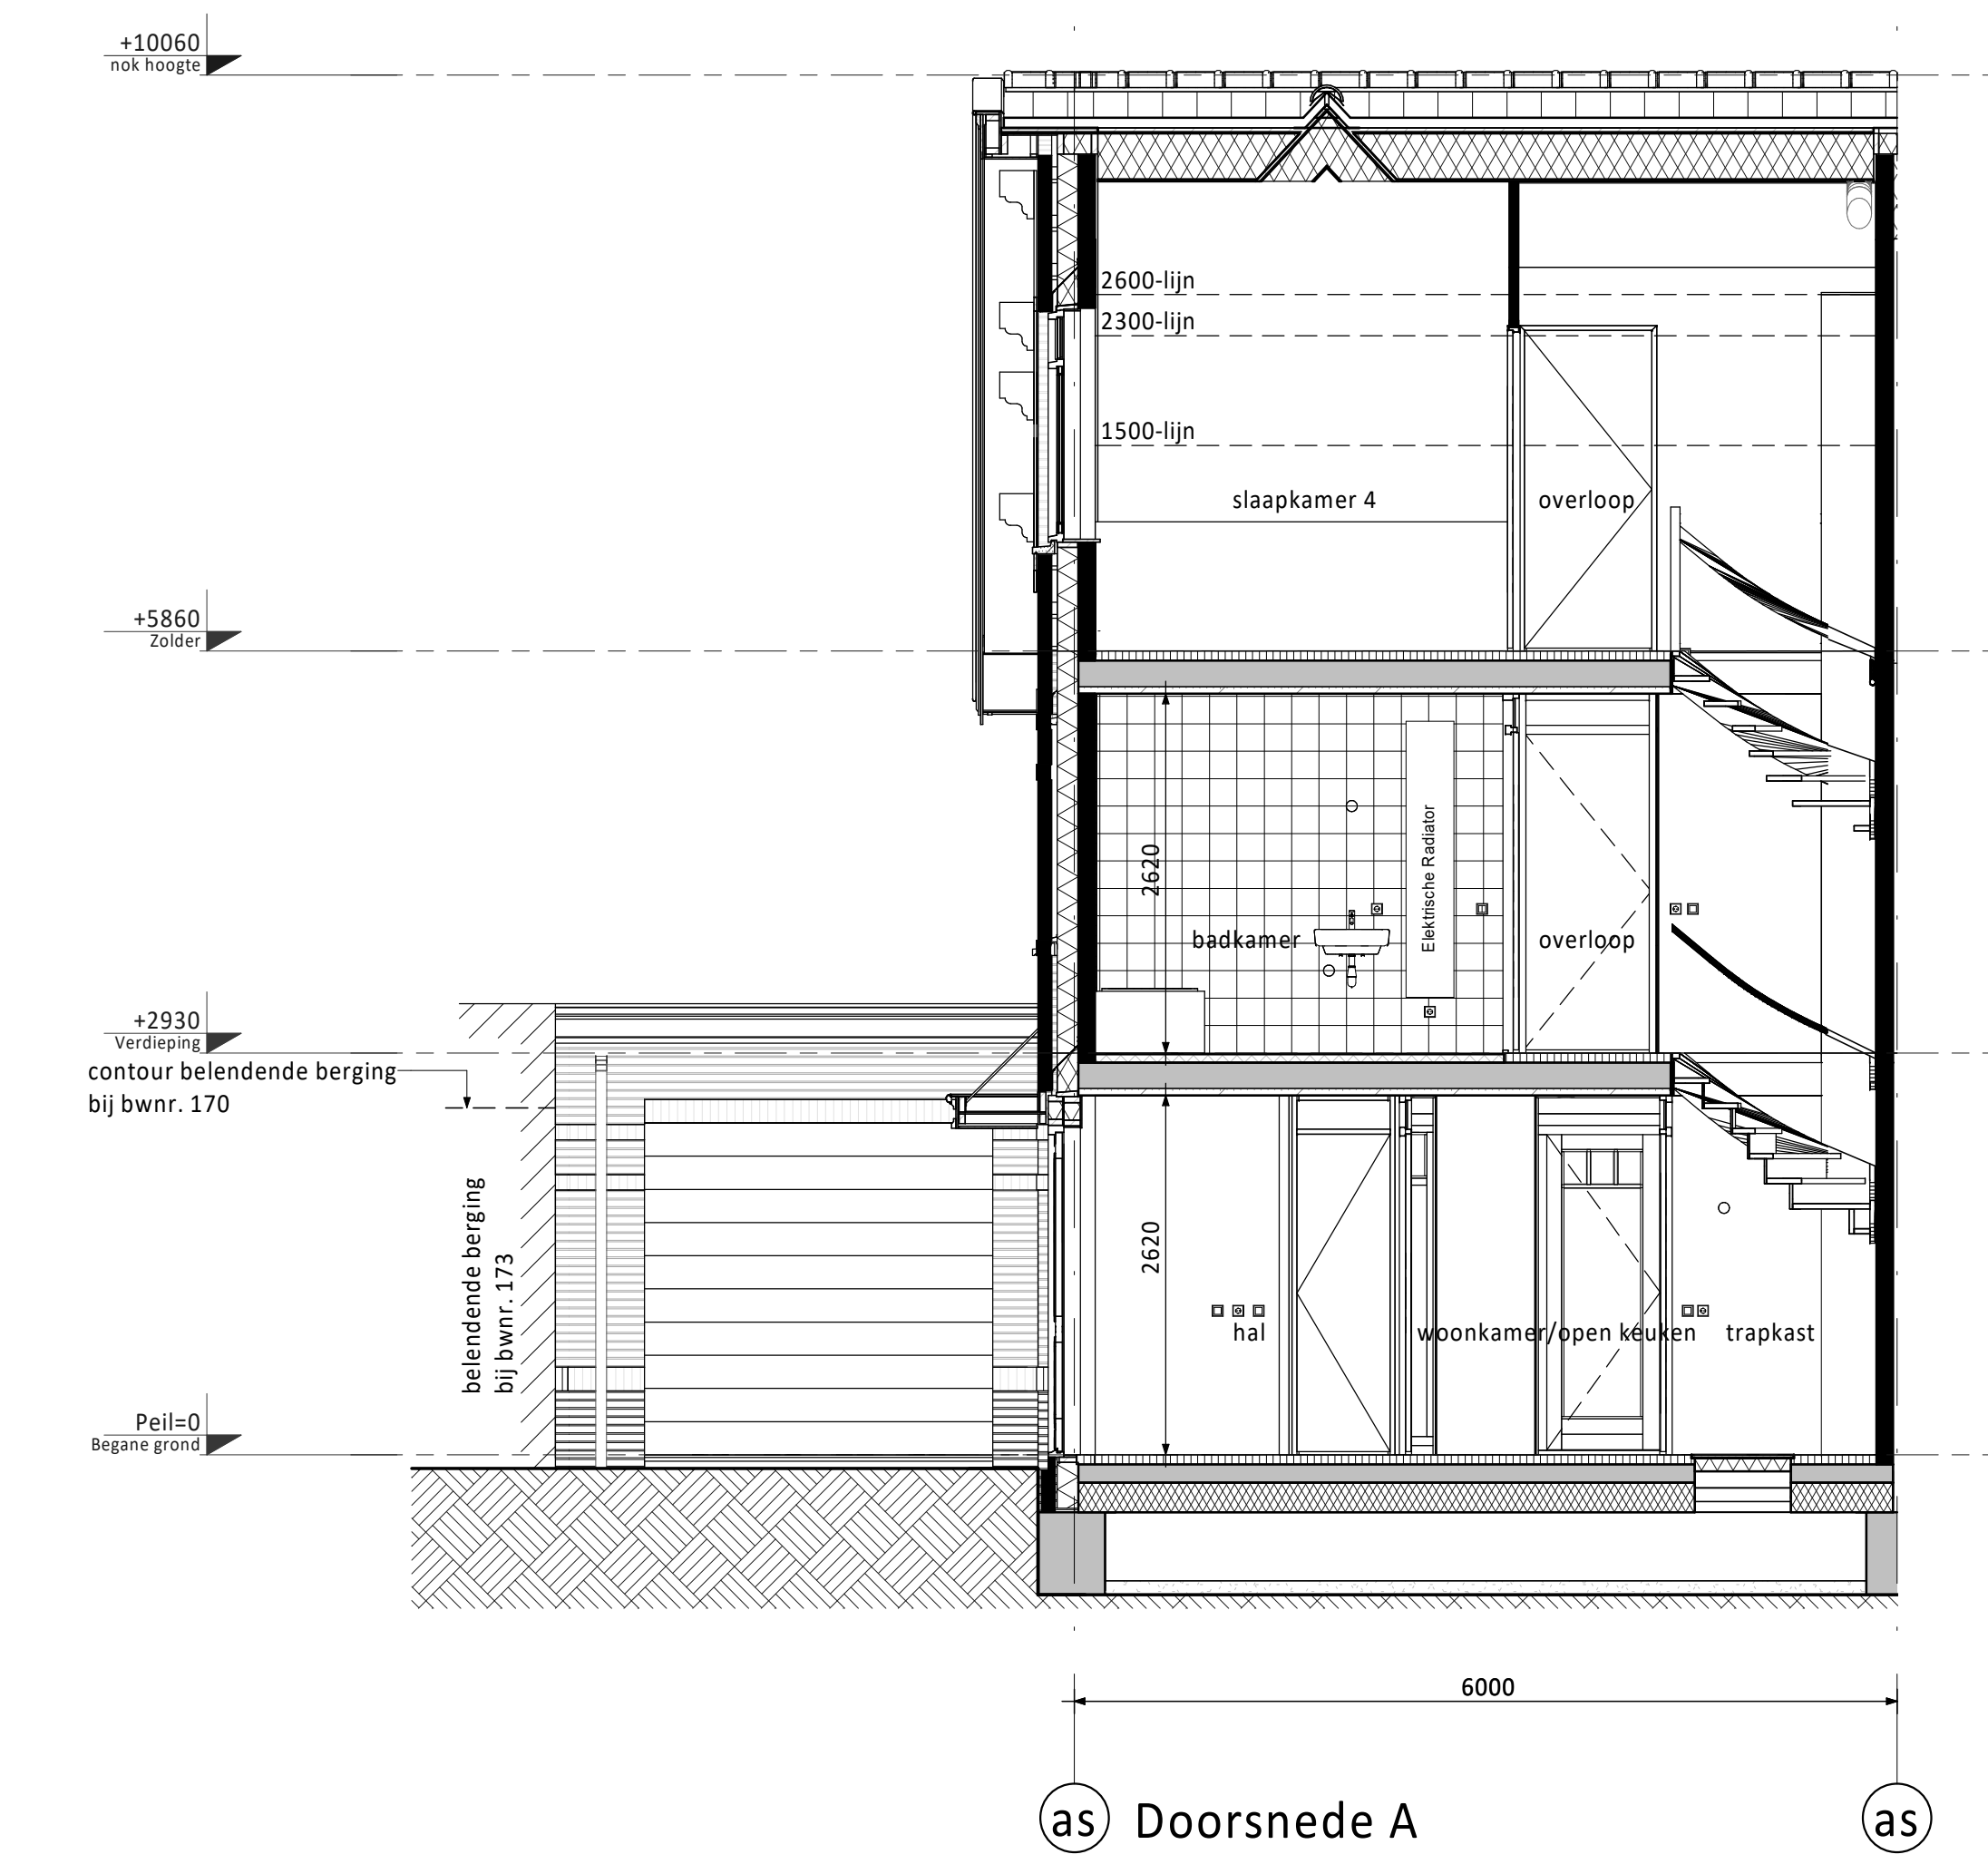 +10060
nok hoogte
2600-lijn
2300-lijn
1500-lijn
slaapkamer 4
overloop
+5860
Zolder
2620
Elektrische Radiator
badkamer
overloop
+2930
Verdieping
contour belendende berging
bij bwnr. 170
belendende berging
bij bwnr. 173
2620
hal
woonkamer/open keuken
trapkast
Peil=0
Begane grond
6000
as
Doorsnede A
as